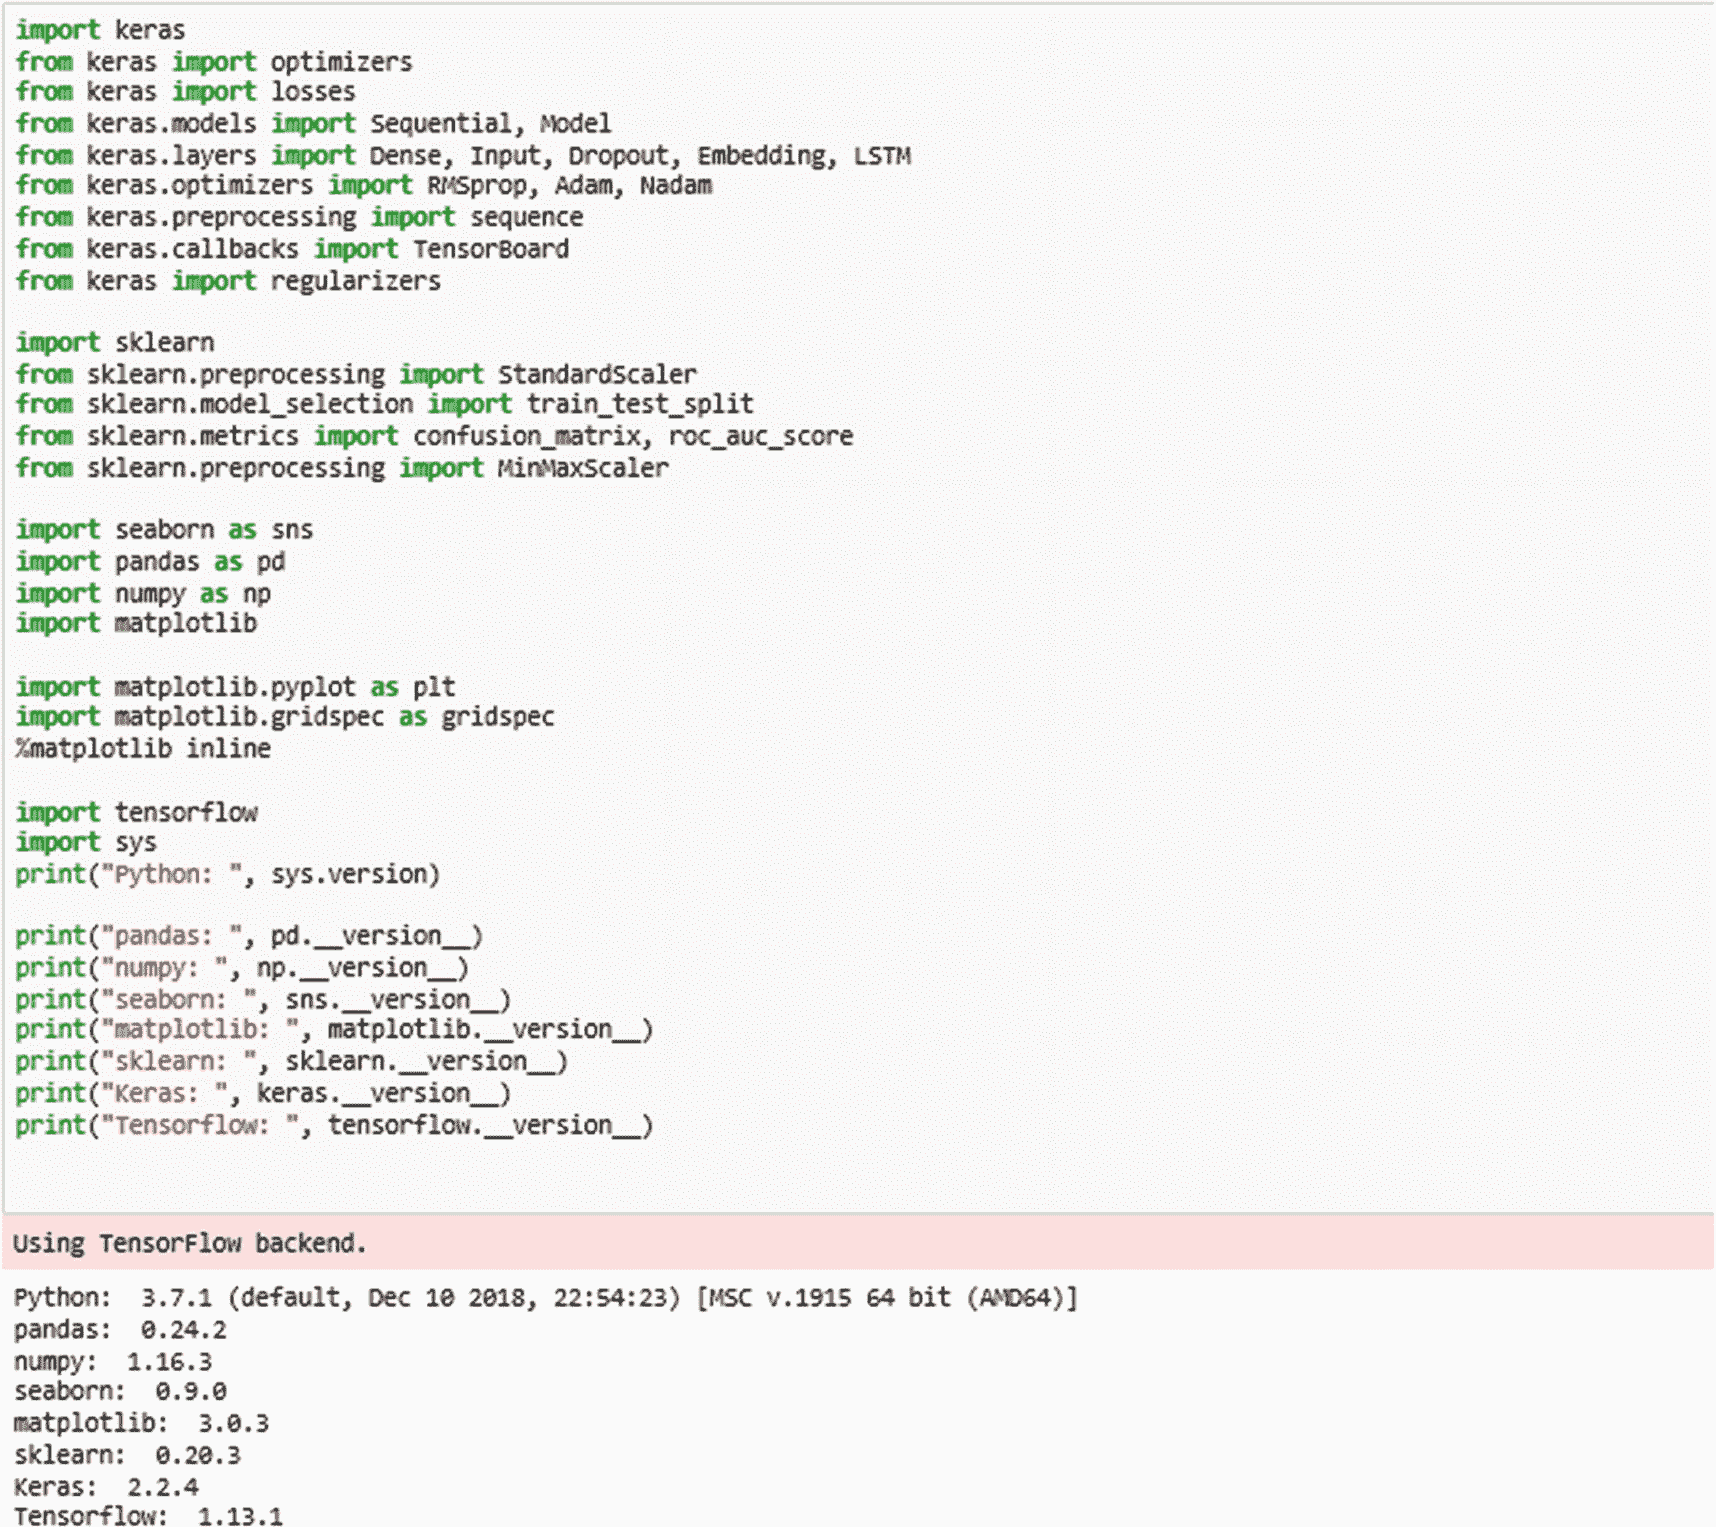 import keras
from keras import optimizers
from keras import losses
from keras.models import Sequential, Model
from keras.layers import Dense, Input, Dropout, Embedding, LSTM
from keras.optimizers import RMSprop, Adam, Nadam
from keras.preprocessing import sequence
from keras.callbacks import TensorBoard
from keras import regularizers
import sklearn
from sklearn.preprocessing import StandardScaler
from sklearn.model_selection import train_test_split
from sklearn.metrics import confusion_matrix, roc_auc_score
from sklearn.preprocessing import MinMaxScaler
import seaborn as sns
import pandas as pd
import numpy as np
import matplotlib
import matplotlib.pyplot as plt
import matplotlib.gridspec as gridspec
%matplotlib inline
import tensorflow
import sys
print("Python: ", sys.version)
print("pandas: ", pd.__version__)
print("numpy: ", np.__version__)
print("seaborn: ", sns.__version__)
print("matplotlib: ", matplotlib.__version__)
print("sklearn: ", sklearn.__version__)
print("Keras: ", keras.__version__)
print("Tensorflow: ", tensorflow.__version__)
Using TensorFlow backend.
Python:  3.7.1 (default, Dec 10 2018, 22:54:23) [MSC v.1915 64 bit (AMD64)]
pandas:  0.24.2
numpy:  1.16.3
seaborn:  0.9.0
matplotlib:  3.0.3
sklearn:  0.20.3
Keras:  2.2.4
Tensorflow:  1.13.1